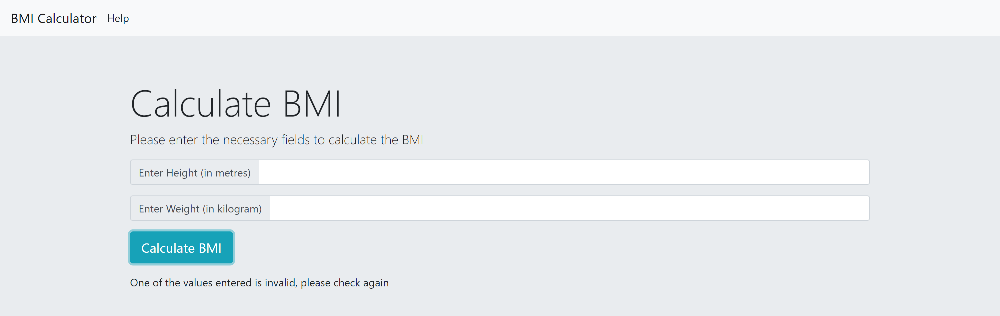 BMI Calculator Help
Calculate BMI
Please enter the necessary fields to calculate the BMI
Enter Height (in metres)
Enter Weight (in kilogram)
Calculate BMI
One of the values entered is invalid, please check again